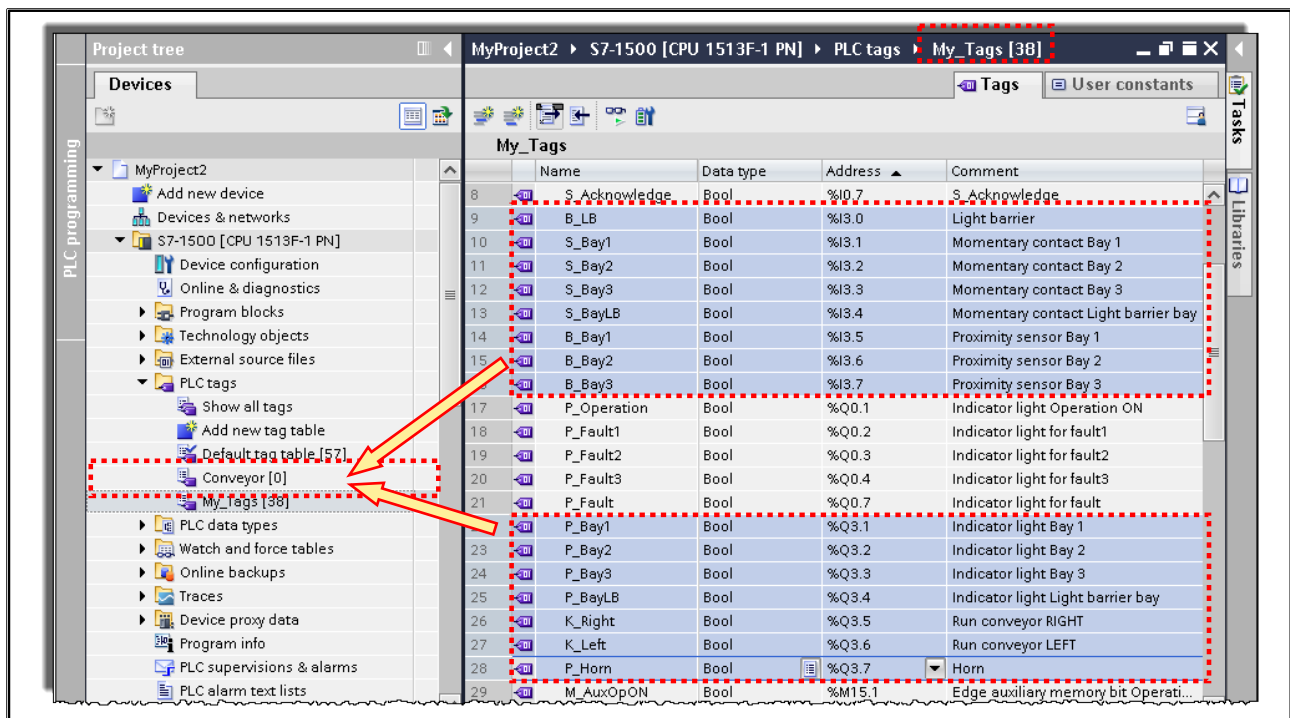 Project tree
MyProject2 ▸ S7-1500 [CPU 1513F-1 PN] ▸ PLC tags ▸ My_Tags [38]
Devices
Tags
User constants
PLC programming
Tasks
Libraries
My_Tags
MyProject2
Add new device
Devices & networks
S7-1500 [CPU 1513F-1 PN]
Device configuration
Online & diagnostics
Program blocks
Technology objects
External source files
PLC tags
Show all tags
Add new tag table
Default tag table [57]
Conveyor [0]
My_Tags [38]
PLC data types
Watch and force tables
Online backups
Traces
Device proxy data
Program info
PLC supervisions & alarms
PLC alarm text lists
Name Data type Address Comment
8 S_Acknowledge Bool %I0.7 S_Acknowledge
9 B_LB Bool %I3.0 Light barrier
10 S_Bay1 Bool %I3.1 Momentary contact Bay 1
11 S_Bay2 Bool %I3.2 Momentary contact Bay 2
12 S_Bay3 Bool %I3.3 Momentary contact Bay 3
13 S_BayLB Bool %I3.4 Momentary contact Light barrier bay
14 B_Bay1 Bool %I3.5 Proximity sensor Bay 1
15 B_Bay2 Bool %I3.6 Proximity sensor Bay 2
B_Bay3 Bool %I3.7 Proximity sensor Bay 3
17 P_Operation Bool %Q0.1 Indicator light Operation ON
18 P_Fault1 Bool %Q0.2 Indicator light for fault1
19 P_Fault2 Bool %Q0.3 Indicator light for fault2
20 P_Fault3 Bool %Q0.4 Indicator light for fault3
21 P_Fault Bool %Q0.7 Indicator light for fault
P_Bay1 Bool %Q3.1 Indicator light Bay 1
23 P_Bay2 Bool %Q3.2 Indicator light Bay 2
24 P_Bay3 Bool %Q3.3 Indicator light Bay 3
25 P_BayLB Bool %Q3.4 Indicator light Light barrier bay
26 K_Right Bool %Q3.5 Run conveyor RIGHT
27 K_Left Bool %Q3.6 Run conveyor LEFT
28 P_Horn Bool %Q3.7 Horn
29 M_AuxOpON Bool %M15.1 Edge auxiliary memory bit Operati...